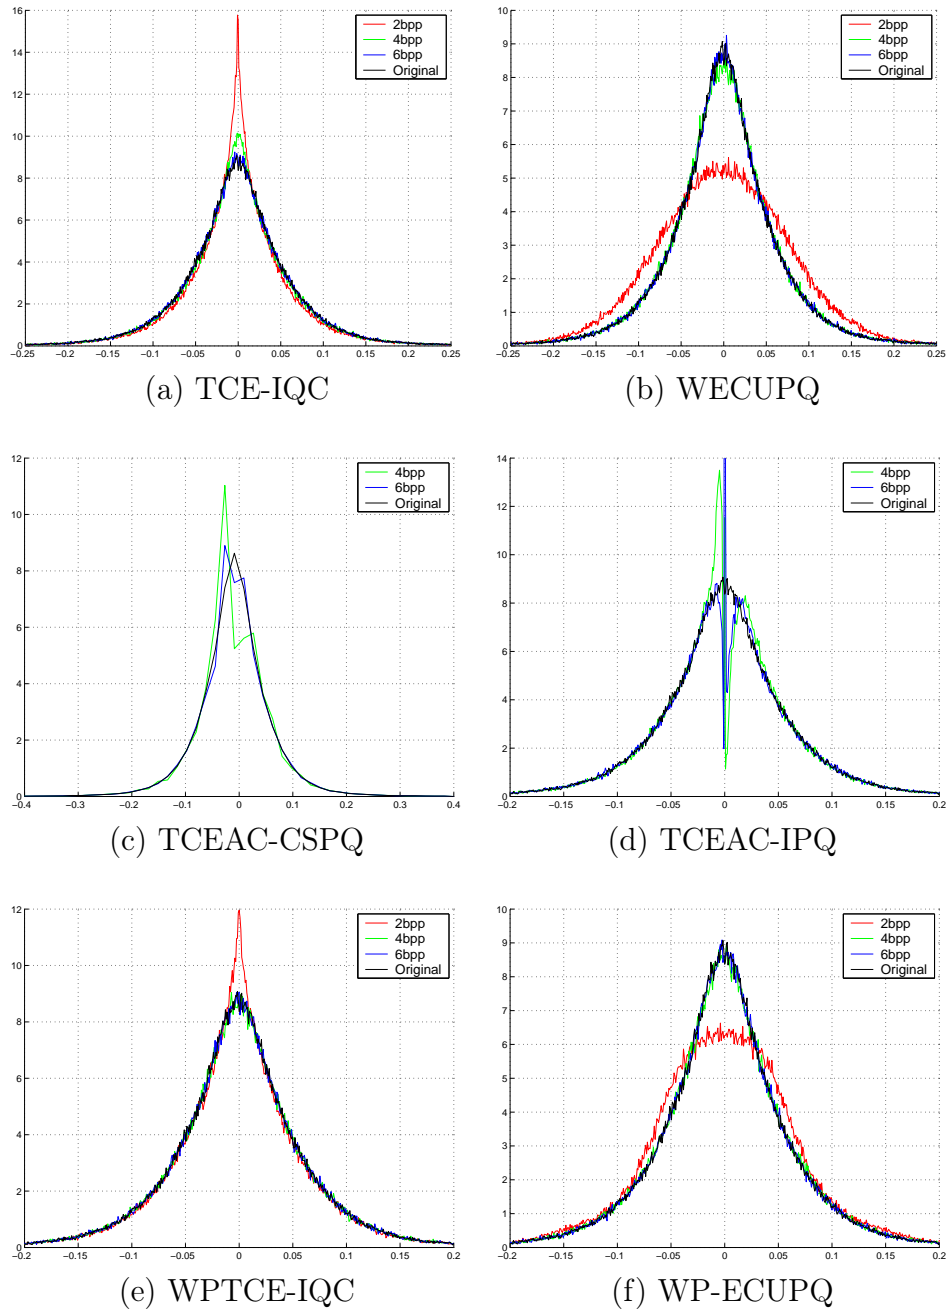 16
14
12
10
8
6
4
2
0
−0.25 −0.2 −0.15 −0.1 −0.05 0 0.05 0.1 0.15 0.2 0.25
2bpp
4bpp
6bpp
Original
(a) TCE-IQC
10
9
8
7
6
5
4
3
2
1
0
−0.25 −0.2 −0.15 −0.1 −0.05 0 0.05 0.1 0.15 0.2 0.25
2bpp
4bpp
6bpp
Original
(b) WECUPQ
12
10
8
6
4
2
0
−0.4 −0.3 −0.2 −0.1 0 0.1 0.2 0.3 0.4
4bpp
6bpp
Original
(c) TCEAC-CSPQ
14
12
10
8
6
4
2
0
−0.2 −0.15 −0.1 −0.05 0 0.05 0.1 0.15 0.2
4bpp
6bpp
Original
(d) TCEAC-IPQ
12
10
8
6
4
2
0
−0.2 −0.15 −0.1 −0.05 0 0.05 0.1 0.15 0.2
2bpp
4bpp
6bpp
Original
(e) WPTCE-IQC
10
9
8
7
6
5
4
3
2
1
0
−0.2 −0.15 −0.1 −0.05 0 0.05 0.1 0.15 0.2
2bpp
4bpp
6bpp
Original
(f) WP-ECUPQ